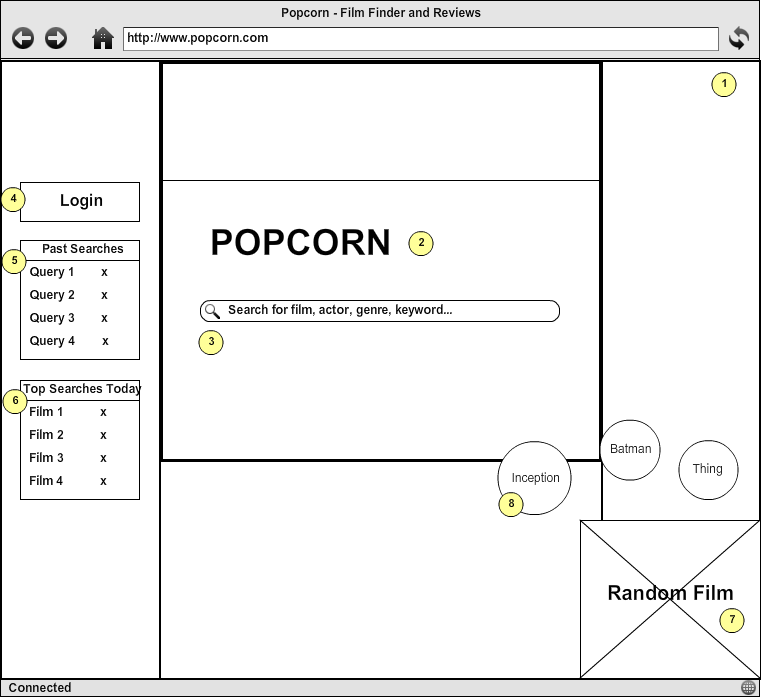 Popcorn - Film Finder and Reviews
http://www.popcorn.com
1
4
Login
5
Past Searches
Query 1 x
Query 2 x
Query 3 x
Query 4 x
6
Top Searches Today
Film 1 x
Film 2 x
Film 3 x
Film 4 x
POPCORN
2
Search for film, actor, genre, keyword...
3
Inception
8
Batman
Thing
Random Film
7
Connected